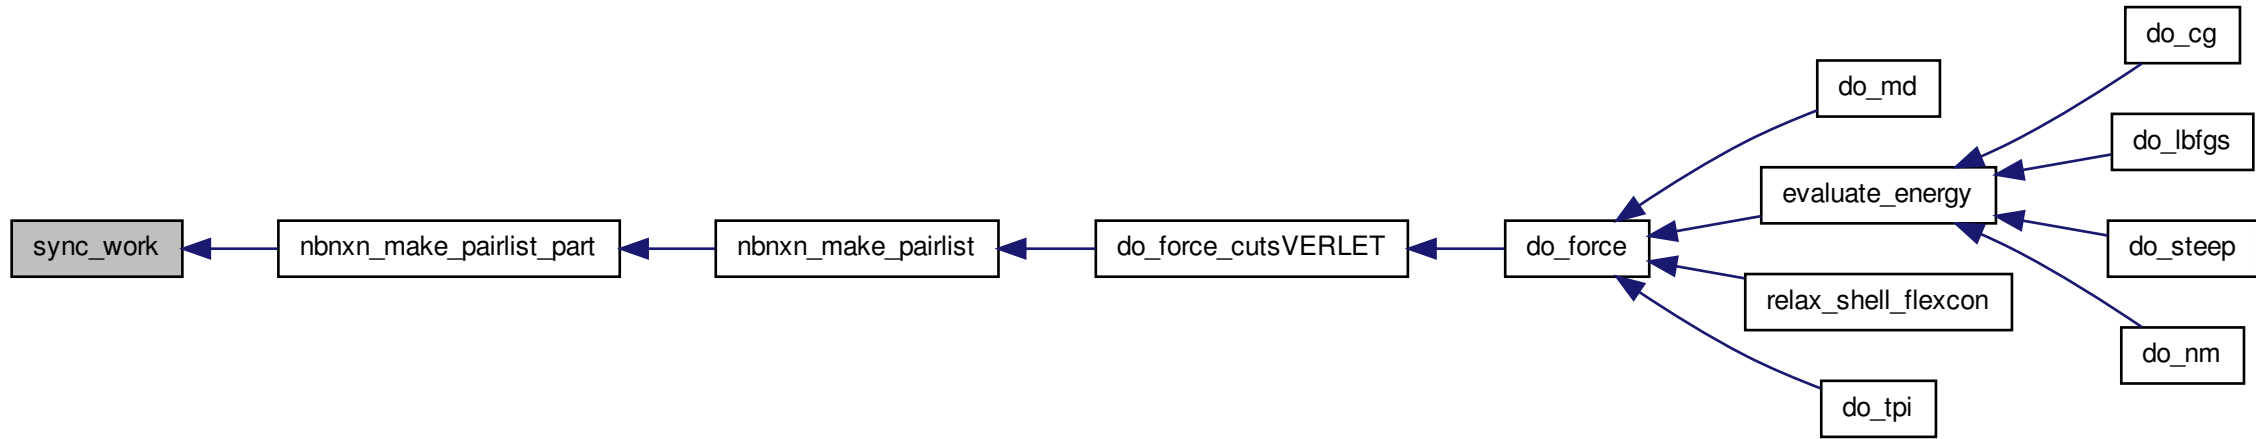 sync_work
nbnxn_make_pairlist_part
nbnxn_make_pairlist
do_force_cutsVERLET
do_force
do_md
evaluate_energy
relax_shell_flexcon
do_tpi
do_cg
do_lbfgs
do_steep
do_nm